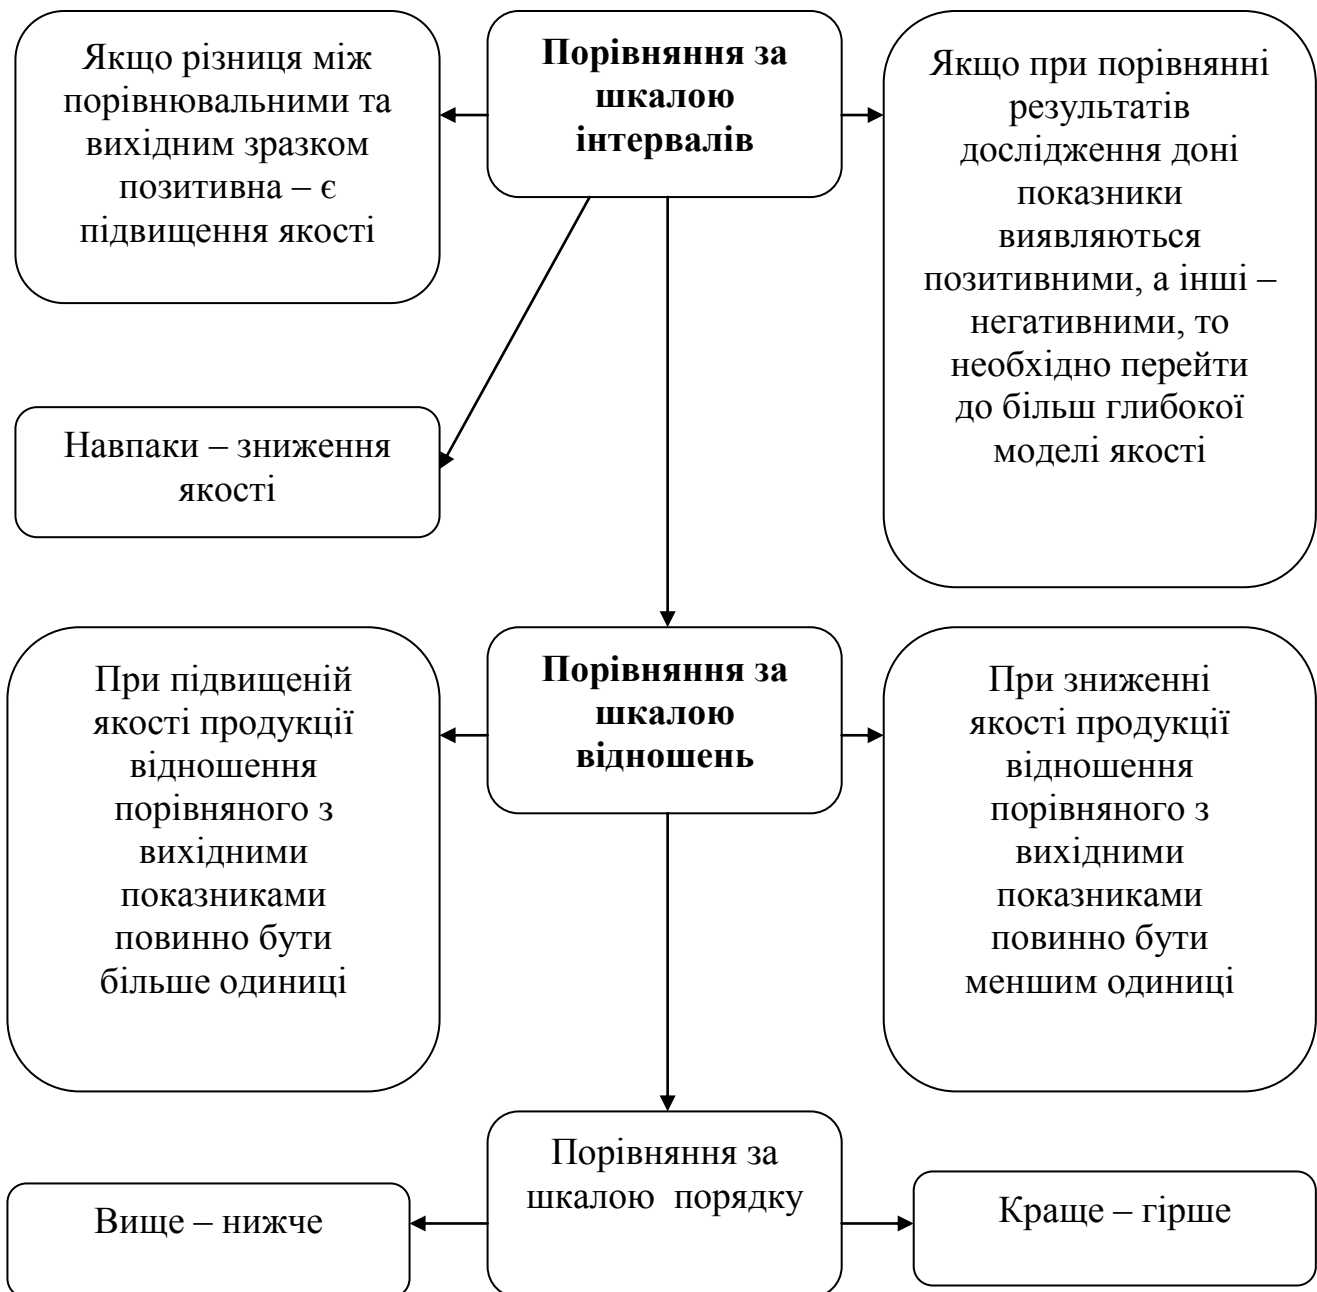 Якщо різниця між
порівнювальними та
вихідним зразком
позитивна – є
підвищення якості
Порівняння за
шкалою
інтервалів
Якщо при порівнянні
результатів
дослідження доні
показники
виявляються
позитивними, а інші –
негативними, то
необхідно перейти
до більш глибокої
моделі якості
Навпаки – зниження
якості
При підвищеній
якості продукції
відношення
порівняного з
вихідними
показниками
повинно бути
більше одиниці
Порівняння за
шкалою
відношень
При зниженні
якості продукції
відношення
порівняного з
вихідними
показниками
повинно бути
меншим одиниці
Порівняння за
шкалою порядку
Вище – нижче
Краще – гірше